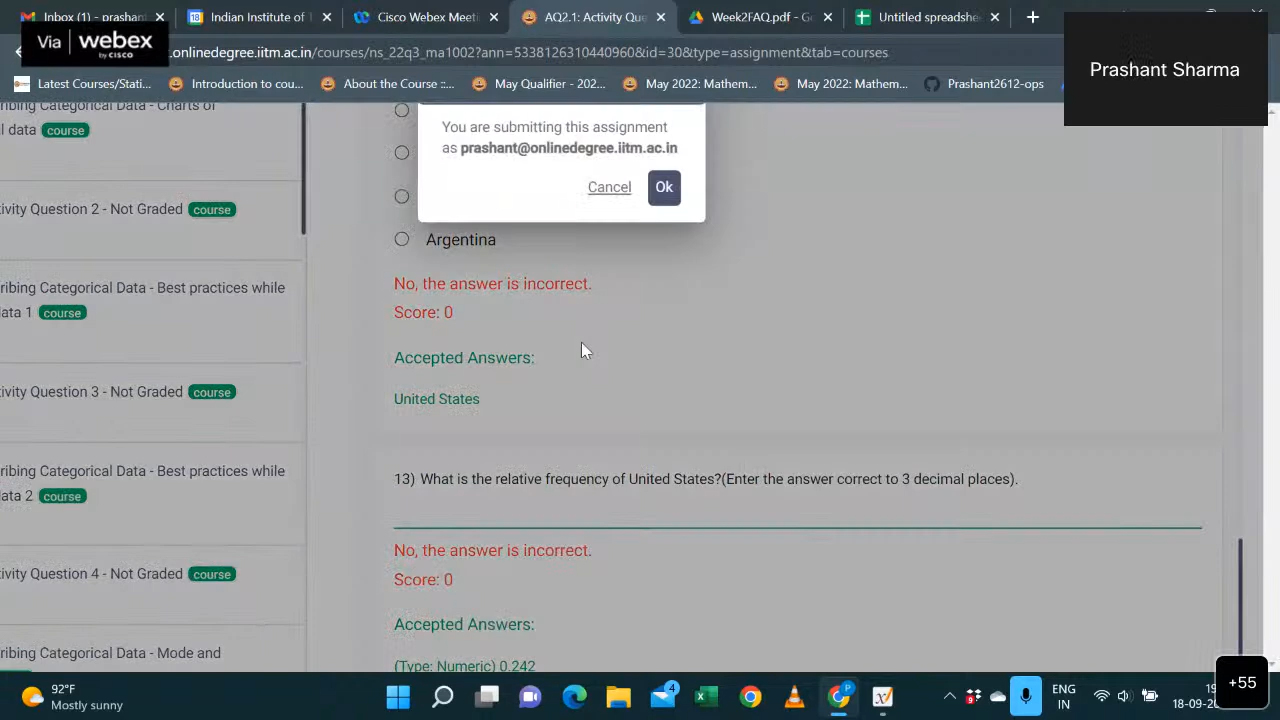 Inbox (1) - prashant
Indian Institute of T
Cisco Webex Meetin
AQ2.1: Activity Que
Week2FAQ.pdf - Go
Untitled spreadshe
Via webex
by CISCO
.onlinedegree.iitm.ac.in/courses/ns_22q3_ma1002?ann=5338126310440960&id=30&type=assignment&tab=courses
Prashant Sharma
Latest Courses/Stati...
Introduction to cou...
About the Course ::...
May Qualifier - 202...
May 2022: Mathem...
May 2022: Mathem...
Prashant2612-ops
ribing Categorical Data - Charts of
l data course
ivity Question 2 - Not Graded course
ribing Categorical Data - Best practices while
ata 1 course
ivity Question 3 - Not Graded course
ribing Categorical Data - Best practices while
ata 2 course
ivity Question 4 - Not Graded course
ribing Categorical Data - Mode and
You are submitting this assignment
as prashant@onlinedegree.iitm.ac.in
Cancel Ok
Argentina
No, the answer is incorrect.
Score: 0
Accepted Answers:
United States
13) What is the relative frequency of United States?(Enter the answer correct to 3 decimal places).
No, the answer is incorrect.
Score: 0
Accepted Answers:
(Type: Numeric) 0.242
92°F
Mostly sunny
4
P
ENG
IN
19
18-09-20
+55